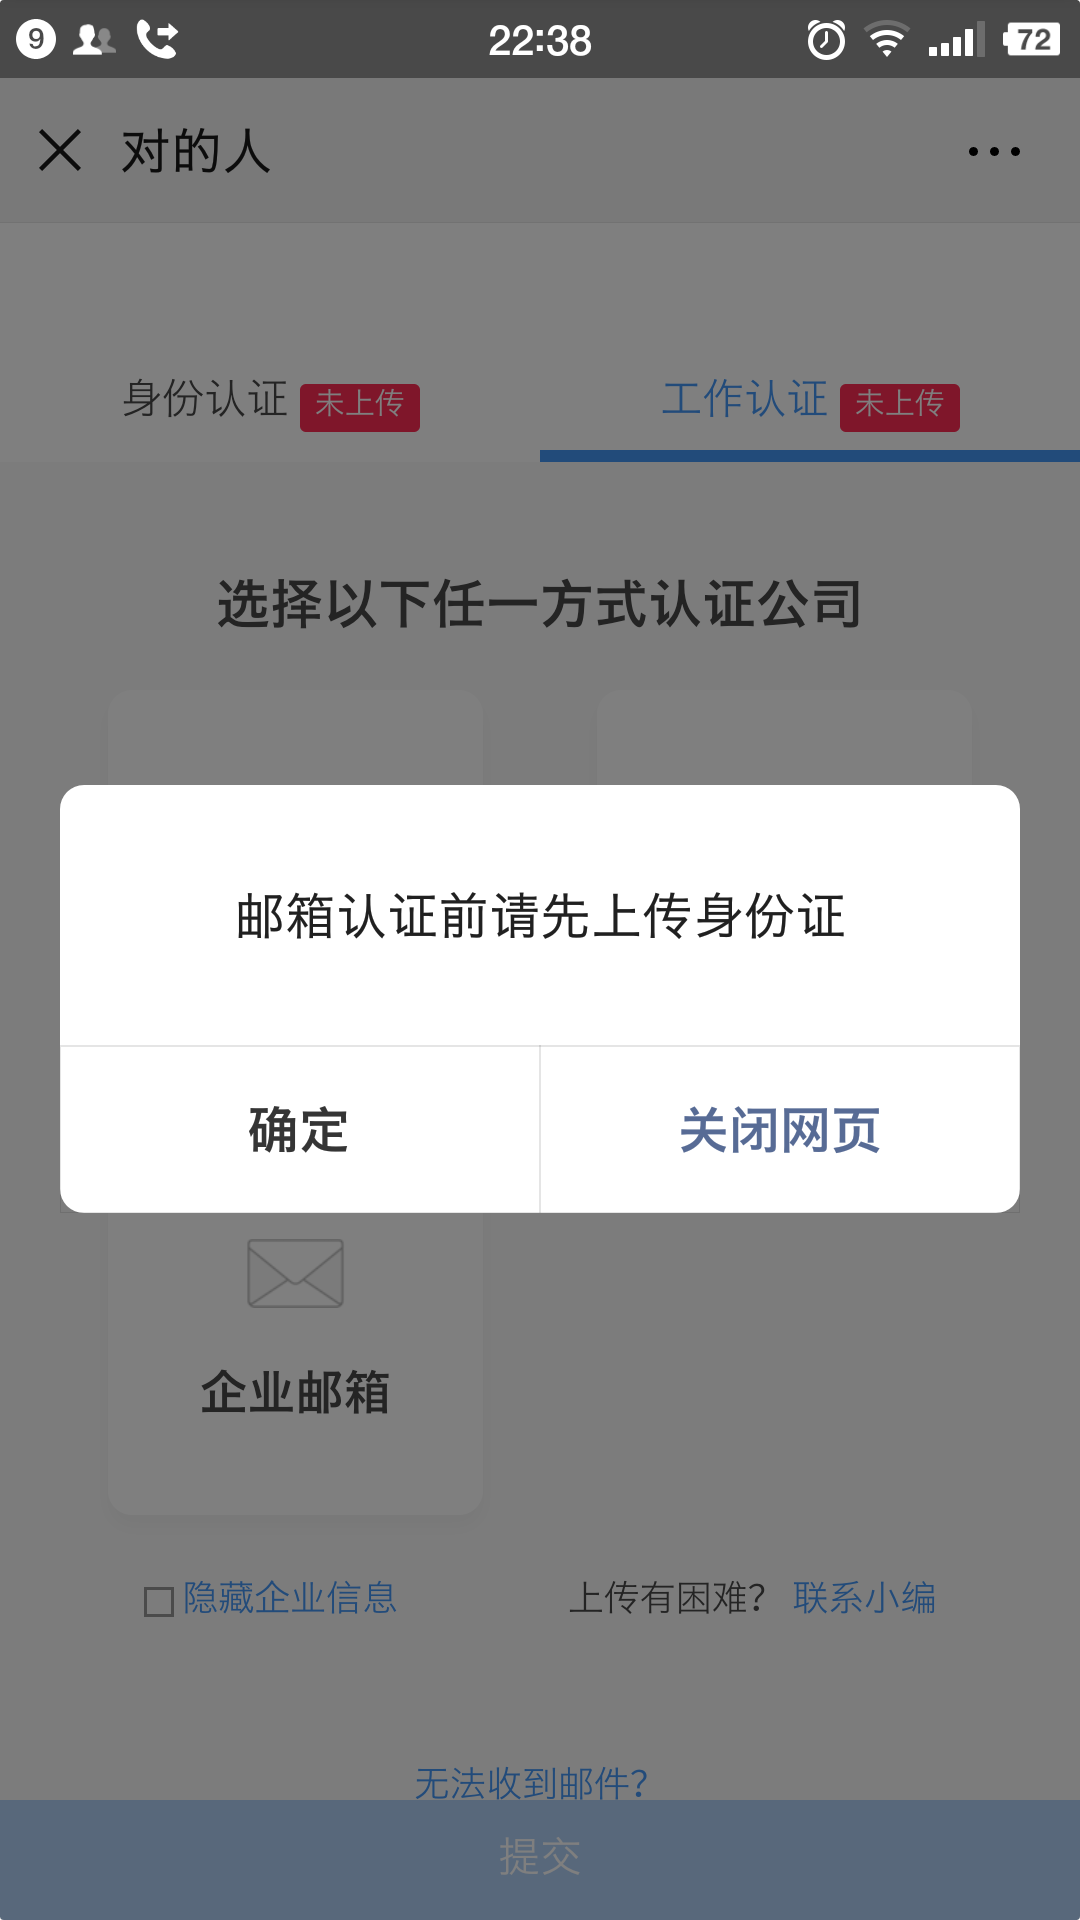 9
22:38
72
对的人
身份认证 未上传
工作认证 未上传
选择以下任一方式认证公司
邮箱认证前请先上传身份证
确定
关闭网页
企业邮箱
隐藏企业信息
上传有困难？ 联系小编
无法收到邮件？
提交